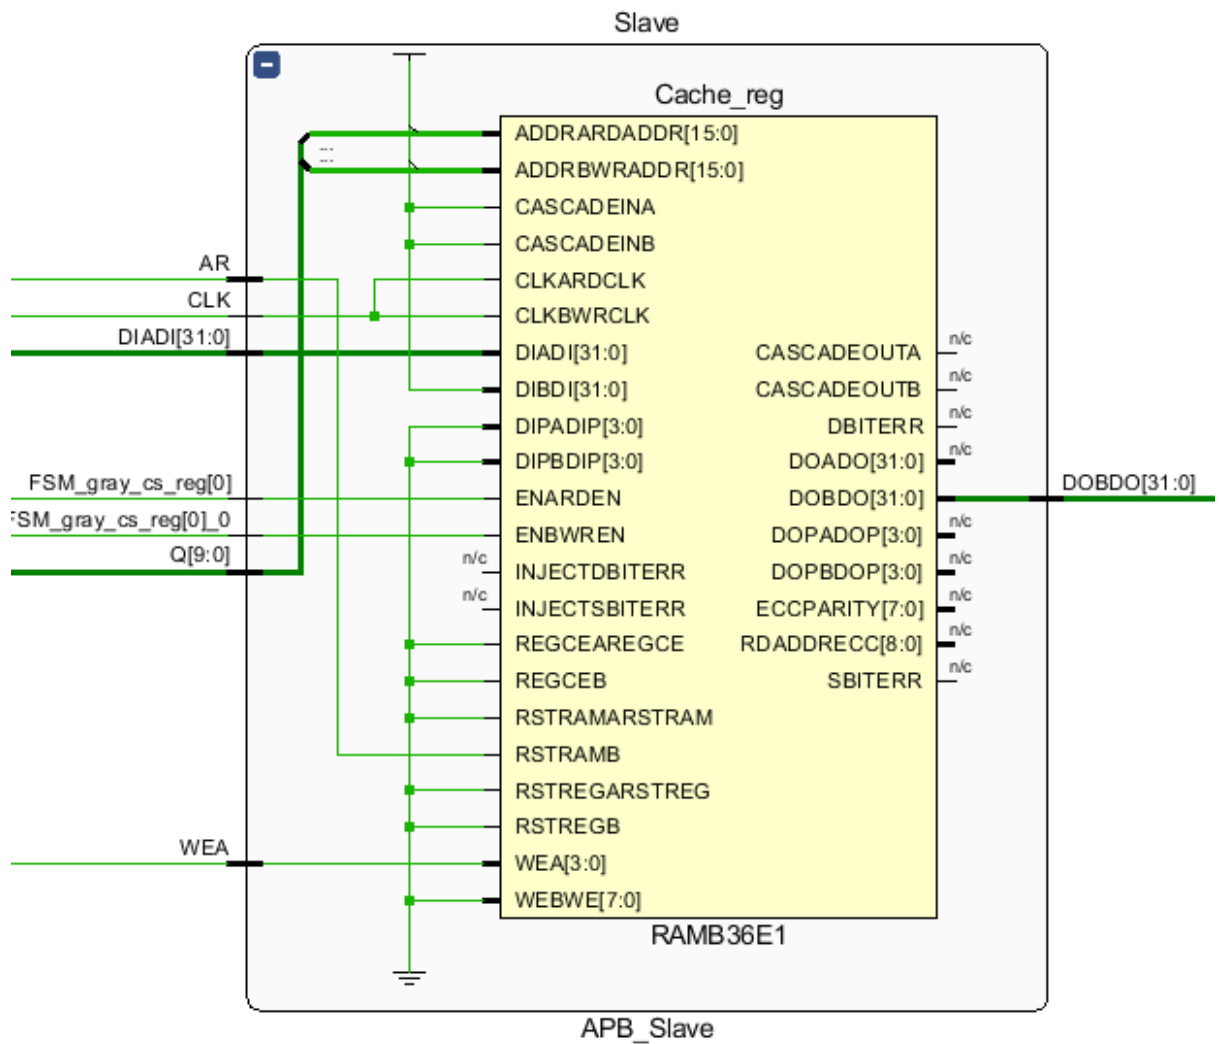 Slave
Cache_reg
ADDRARDADDR[15:0]
ADDRBWRADDR[15:0]
CASCADEINA
CASCADEINB
AR
CLKARDCLK
CLK
CLKBWRCLK
DIADI[31:0]
DIADI[31:0]
CASCADEOUTA
n/c
DIBDI[31:0]
CASCADEOUTB
n/c
DIPADIP[3:0]
DBITERR
n/c
DIPBDIP[3:0]
DOADO[31:0]
n/c
FSM_gray_cs_reg[0]
ENARDEN
DOBDO[31:0]
DOBDO[31:0]
FSM_gray_cs_reg[0]_0
ENBWREN
DOPADOP[3:0]
n/c
Q[9:0]
n/c
INJECTDBITERR
DOPBDOP[3:0]
n/c
n/c
INJECTSBITERR
ECCPARITY[7:0]
n/c
REGCEAREGCE
RDADDRECC[8:0]
n/c
REGCEB
SBITERR
n/c
RSTRAMARSTRAM
RSTRAMB
RSTREGARSTREG
RSTREGB
WEA
WEA[3:0]
WEBWE[7:0]
RAMB36E1
APB_Slave